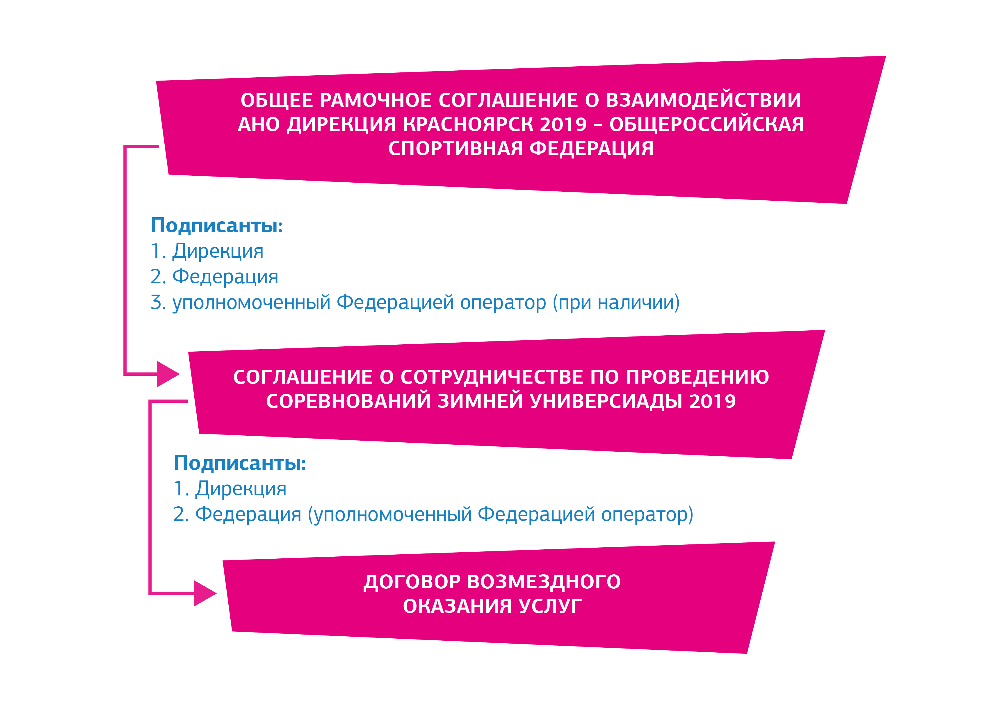 ОБЩЕЕ РАМОЧНОЕ СОГЛАШЕНИЕ О ВЗАИМОДЕЙСТВИИ
АНО ДИРЕКЦИЯ КРАСНОЯРСК 2019 – ОБЩЕРОССИЙСКАЯ
СПОРТИВНАЯ ФЕДЕРАЦИЯ
Подписанты:
1. Дирекция
2. Федерация
3. уполномоченный Федерацией оператор (при наличии)
СОГЛАШЕНИЕ О СОТРУДНИЧЕСТВЕ ПО ПРОВЕДЕНИЮ
СОРЕВНОВАНИЙ ЗИМНЕЙ УНИВЕРСИАДЫ 2019
Подписанты:
1. Дирекция
2. Федерация (уполномоченный Федерацией оператор)
ДОГОВОР ВОЗМЕЗДНОГО
ОКАЗАНИЯ УСЛУГ